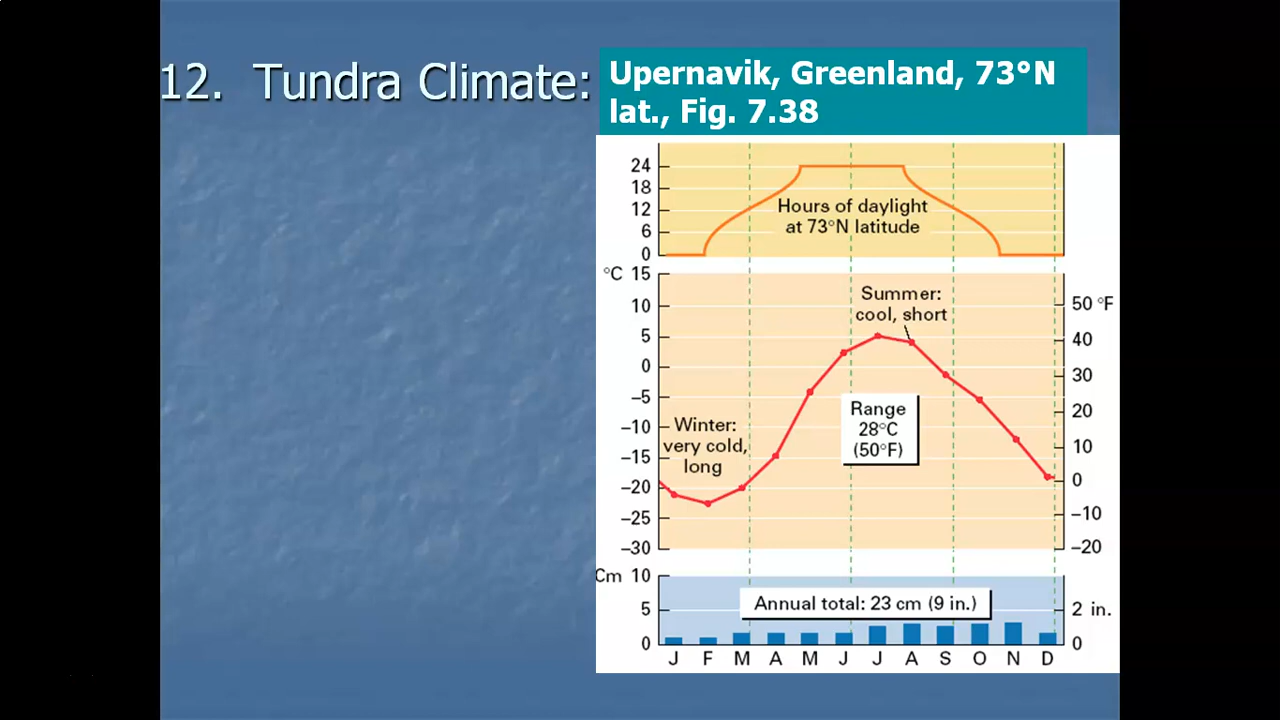 12. Tundra Climate:
Upernavik, Greenland, 73°N
lat., Fig. 7.38
24
18
12
6
0
Hours of daylight
at 73°N latitude
°C 15
10
5
0
−5
−10
−15
−20
−25
−30
50 °F
40
30
20
10
0
−10
−20
Summer:
cool, short
Winter:
very cold,
long
Range
28°C
(50°F)
Cm 10
5
0
Annual total: 23 cm (9 in.)
2 in.
0
J F M A M J J A S O N D